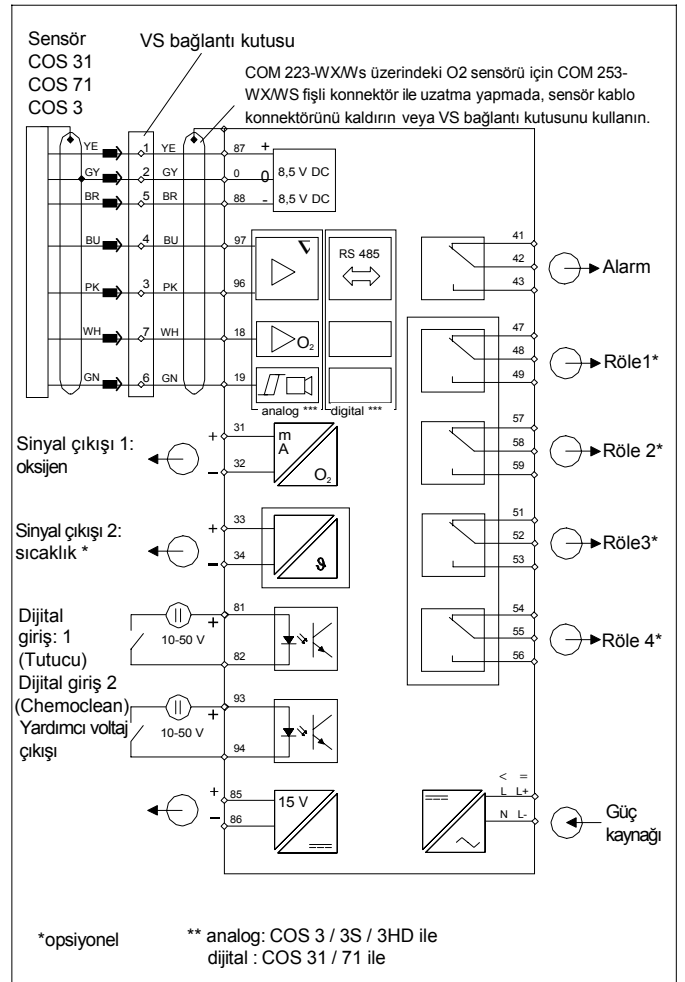 Sensör
COS 31
COS 71
COS 3
VS bağlantı kutusu
COM 223-WX/Ws üzerindeki O2 sensörü için COM 253-
WX/WS fişli konnektör ile uzatma yapmada, sensör kablo
konnektörünü kaldırın veya VS bağlantı kutusunu kullanın.
YE 1 YE 87 +
GY 2 GY 0 0 8,5 V DC
BR 5 BR 88 - 8,5 V DC
BU 4 BU 97
PK 3 PK 96
WH 7 WH 18 O2
GN 6 GN 19
RS 485
analog *** digital ***
41
42 Alarm
43
47
48 Röle1*
49
57
58 Röle 2*
59
51
52 Röle3*
53
54
55 Röle 4*
56
Sinyal çıkışı 1:
oksijen
+ 31 m
A
− 32 O2
Sinyal çıkışı 2:
sıcaklık *
+ 33
− 34 ϑ
Dijital
giriş: 1
(Tutucu)
10-50 V + 81
82
Dijital giriş 2
(Chemoclean)
10-50 V + 93
94
Yardımcı voltaj
çıkışı
+ 85 15 V
− 86
< =
L L+
N L-
Güç
kaynağı
*opsiyonel
** analog: COS 3 / 3S / 3HD ile
dijital : COS 31 / 71 ile